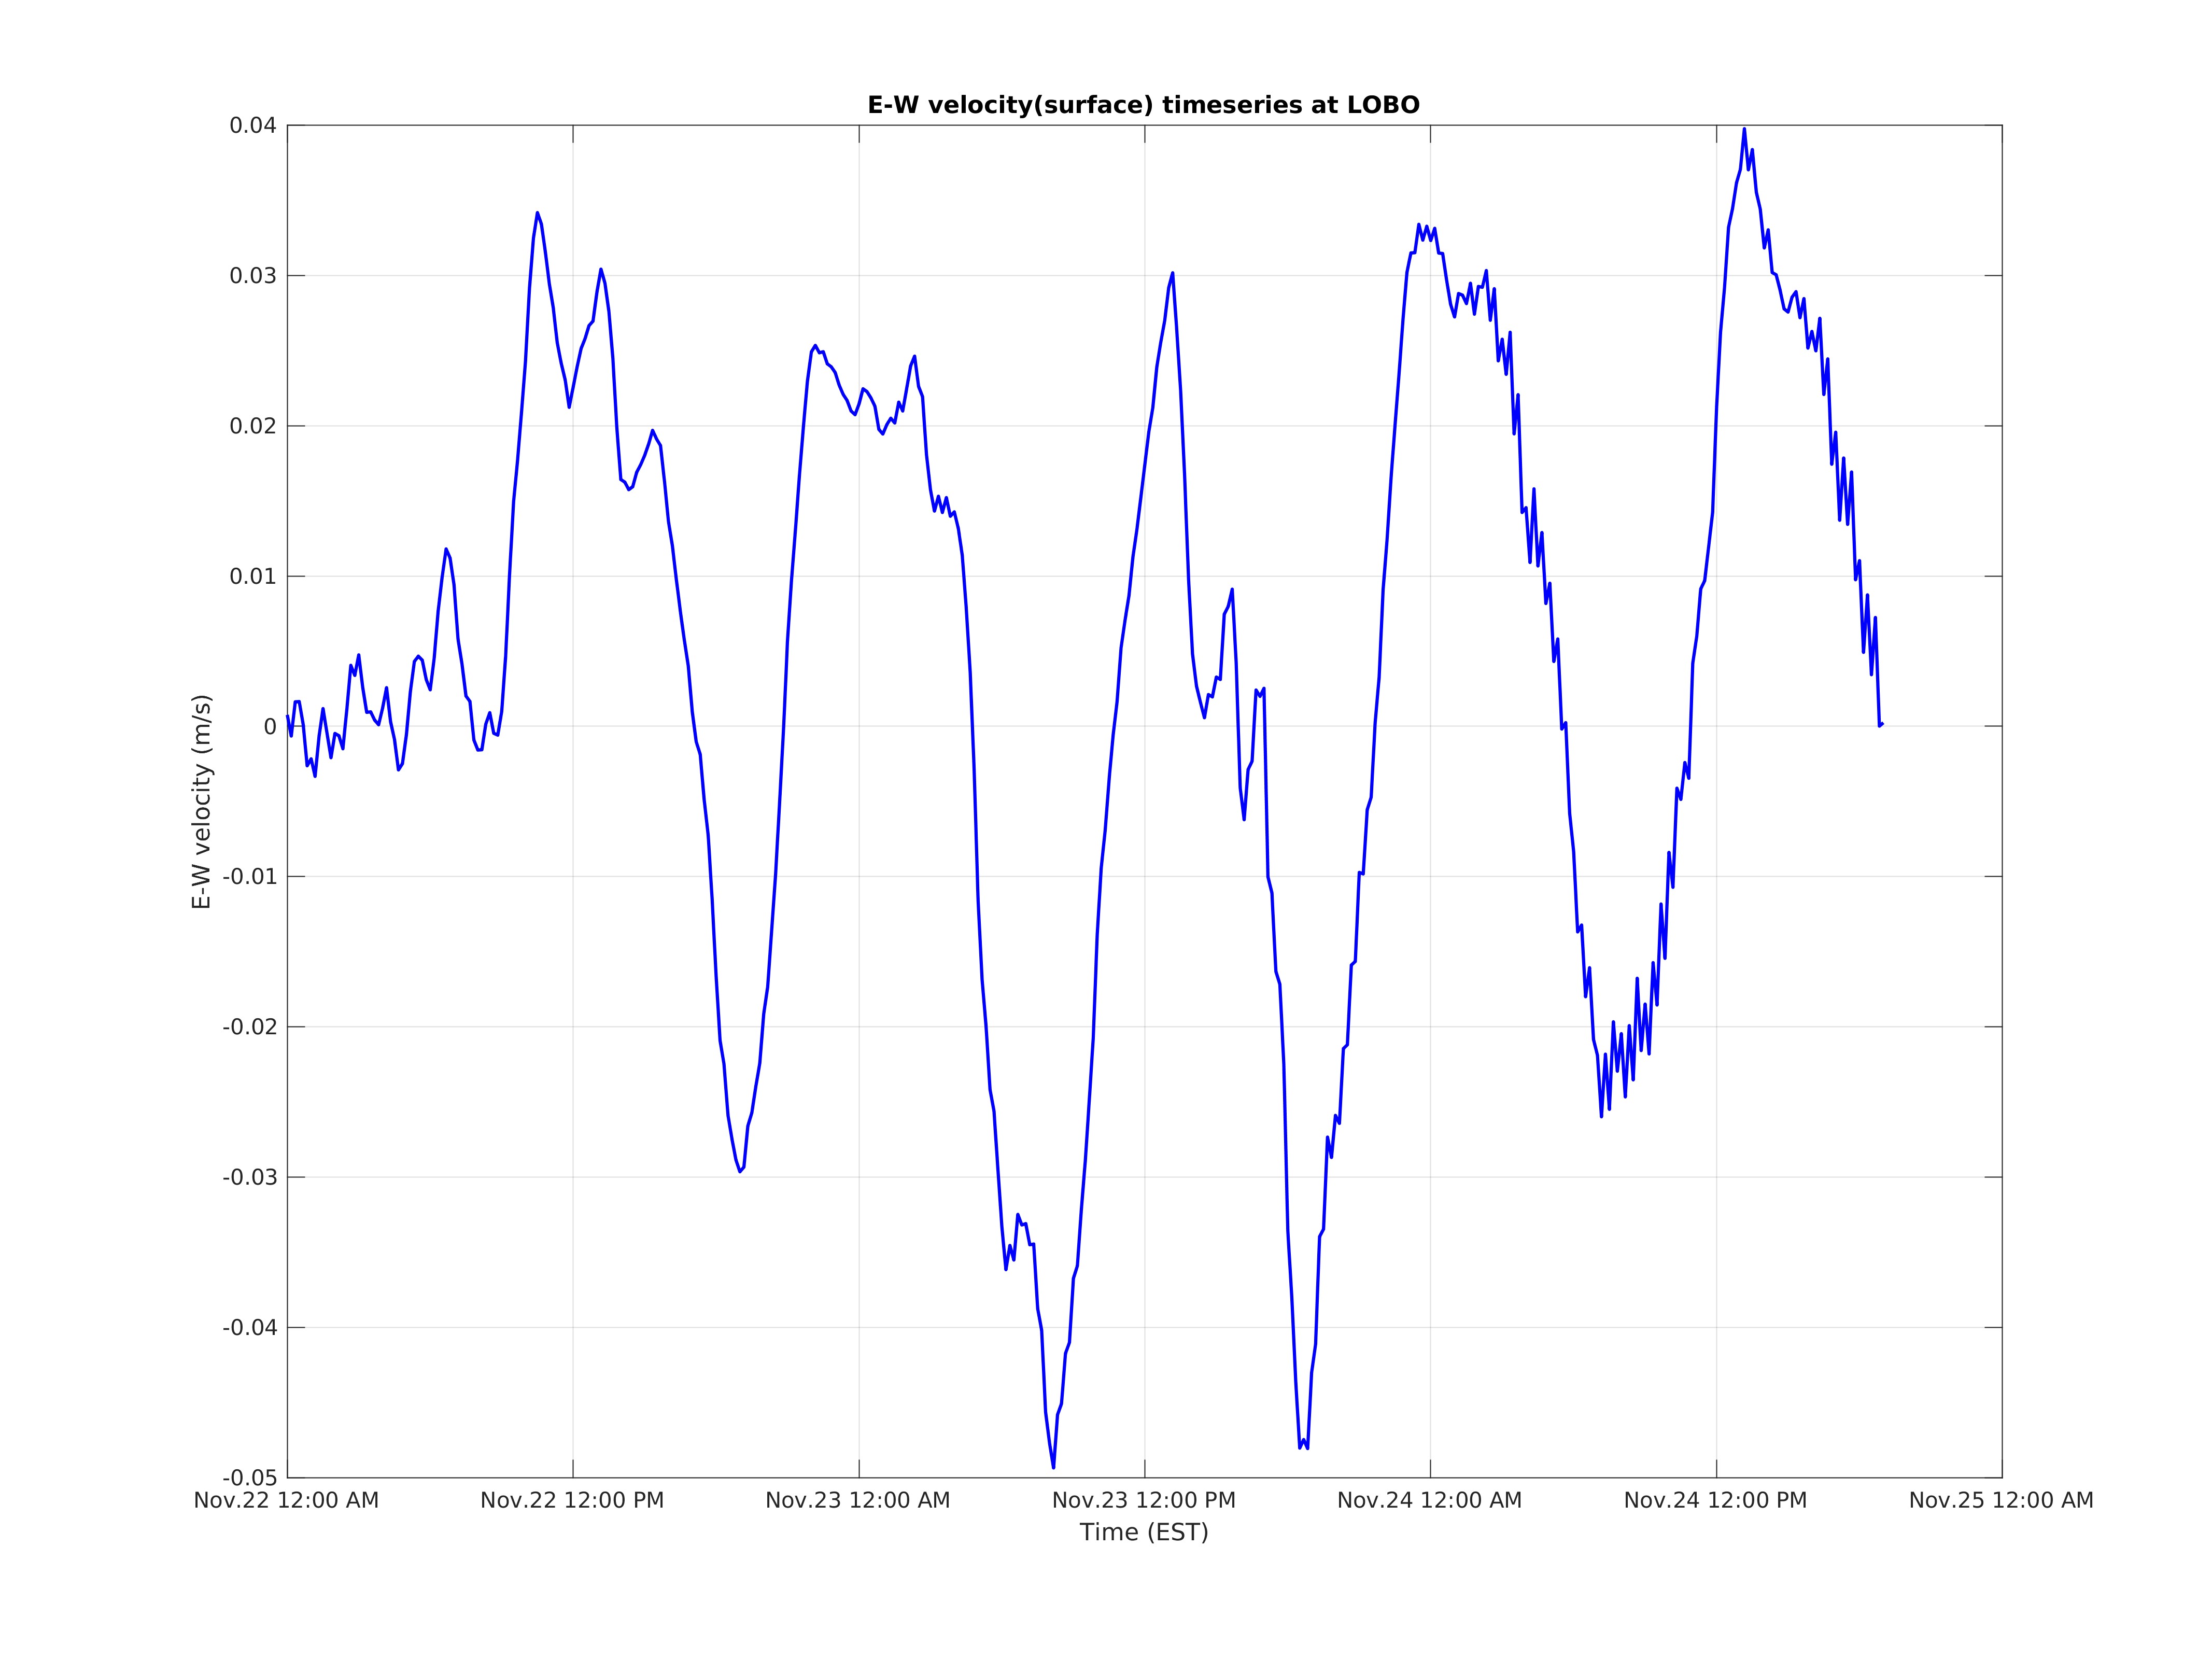 E-W velocity(surface) timeseries at LOBO
0.04
0.03
0.02
0.01
0
-0.01
-0.02
-0.03
-0.04
-0.05
E-W velocity (m/s)
Nov.22 12:00 AM
Nov.22 12:00 PM
Nov.23 12:00 AM
Nov.23 12:00 PM
Nov.24 12:00 AM
Nov.24 12:00 PM
Nov.25 12:00 AM
Time (EST)